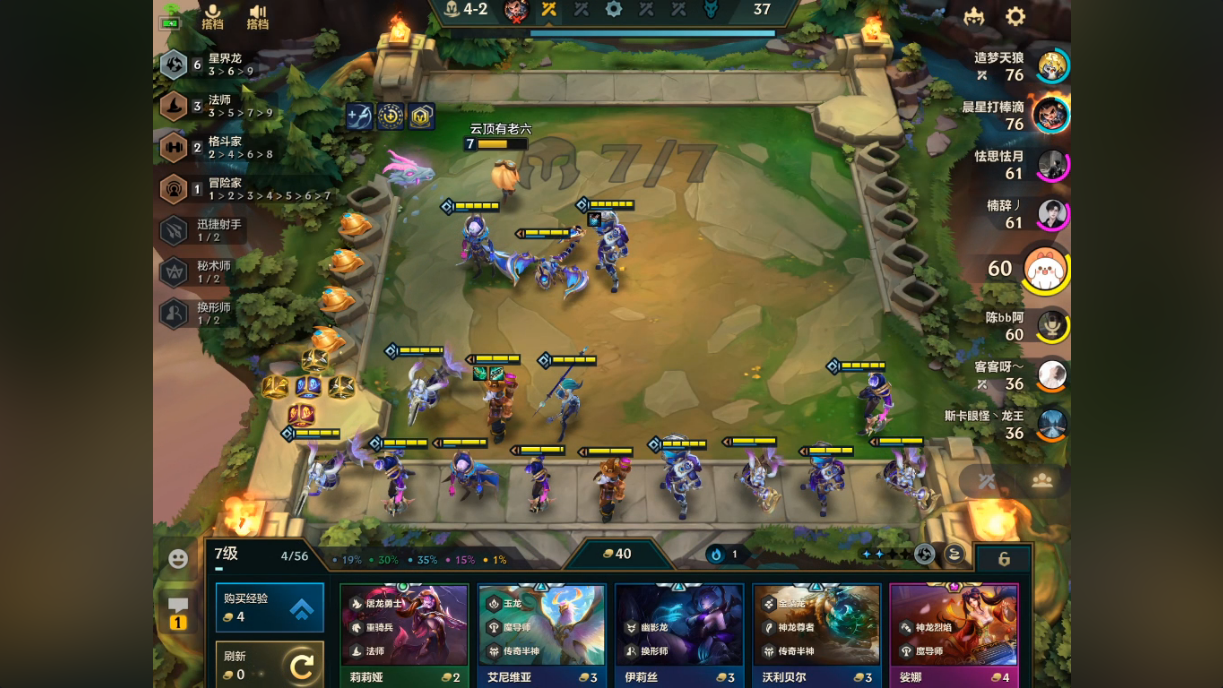 搭档
搭档
4-2
37
6
星界龙
3 > 6 > 9
3
法师
3 > 5 > 7 > 9
2
格斗家
2 > 4 > 6 > 8
1
冒险家
1 > 2 > 3 > 4 > 5 > 6 > 7
迅捷射手
1 / 2
秘术师
1 / 2
换形师
1 / 2
云顶有老六
7
7/7
造梦天狼
76
晨星打棒滴
76
怯思怯月
61
楠辞丿
61
60
陈bb阿
60
客客呀～
36
斯卡眼怪丶龙王
36
7级
4/56
19%
30%
35%
15%
1%
40
1
6
1
购买经验
4
刷新
0
屠龙勇士
重骑兵
法师
莉莉娅
2
玉龙
魔导师
传奇半神
艾尼维亚
3
幽影龙
换形师
伊莉丝
3
神龙尊者
传奇半神
沃利贝尔
3
神龙烈焰
魔导师
娑娜
4